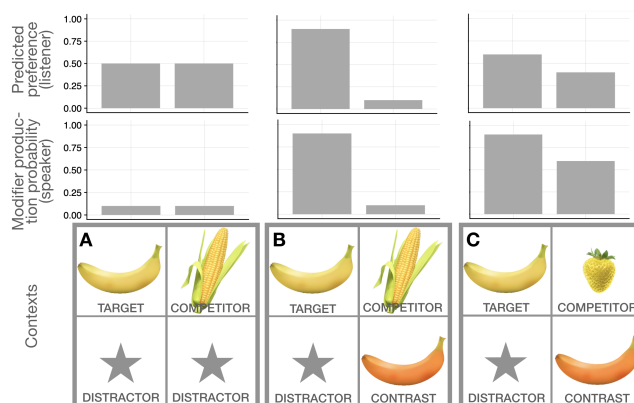 Predicted
preference
(listener)
1.00
0.75
0.50
0.25
0.00
Modifier produc-
tion probability
(speaker)
1.00
0.75
0.50
0.25
0.00
Contexts
A
TARGET
COMPETITOR
DISTRACTOR
DISTRACTOR
B
TARGET
COMPETITOR
DISTRACTOR
CONTRAST
C
TARGET
COMPETITOR
DISTRACTOR
CONTRAST